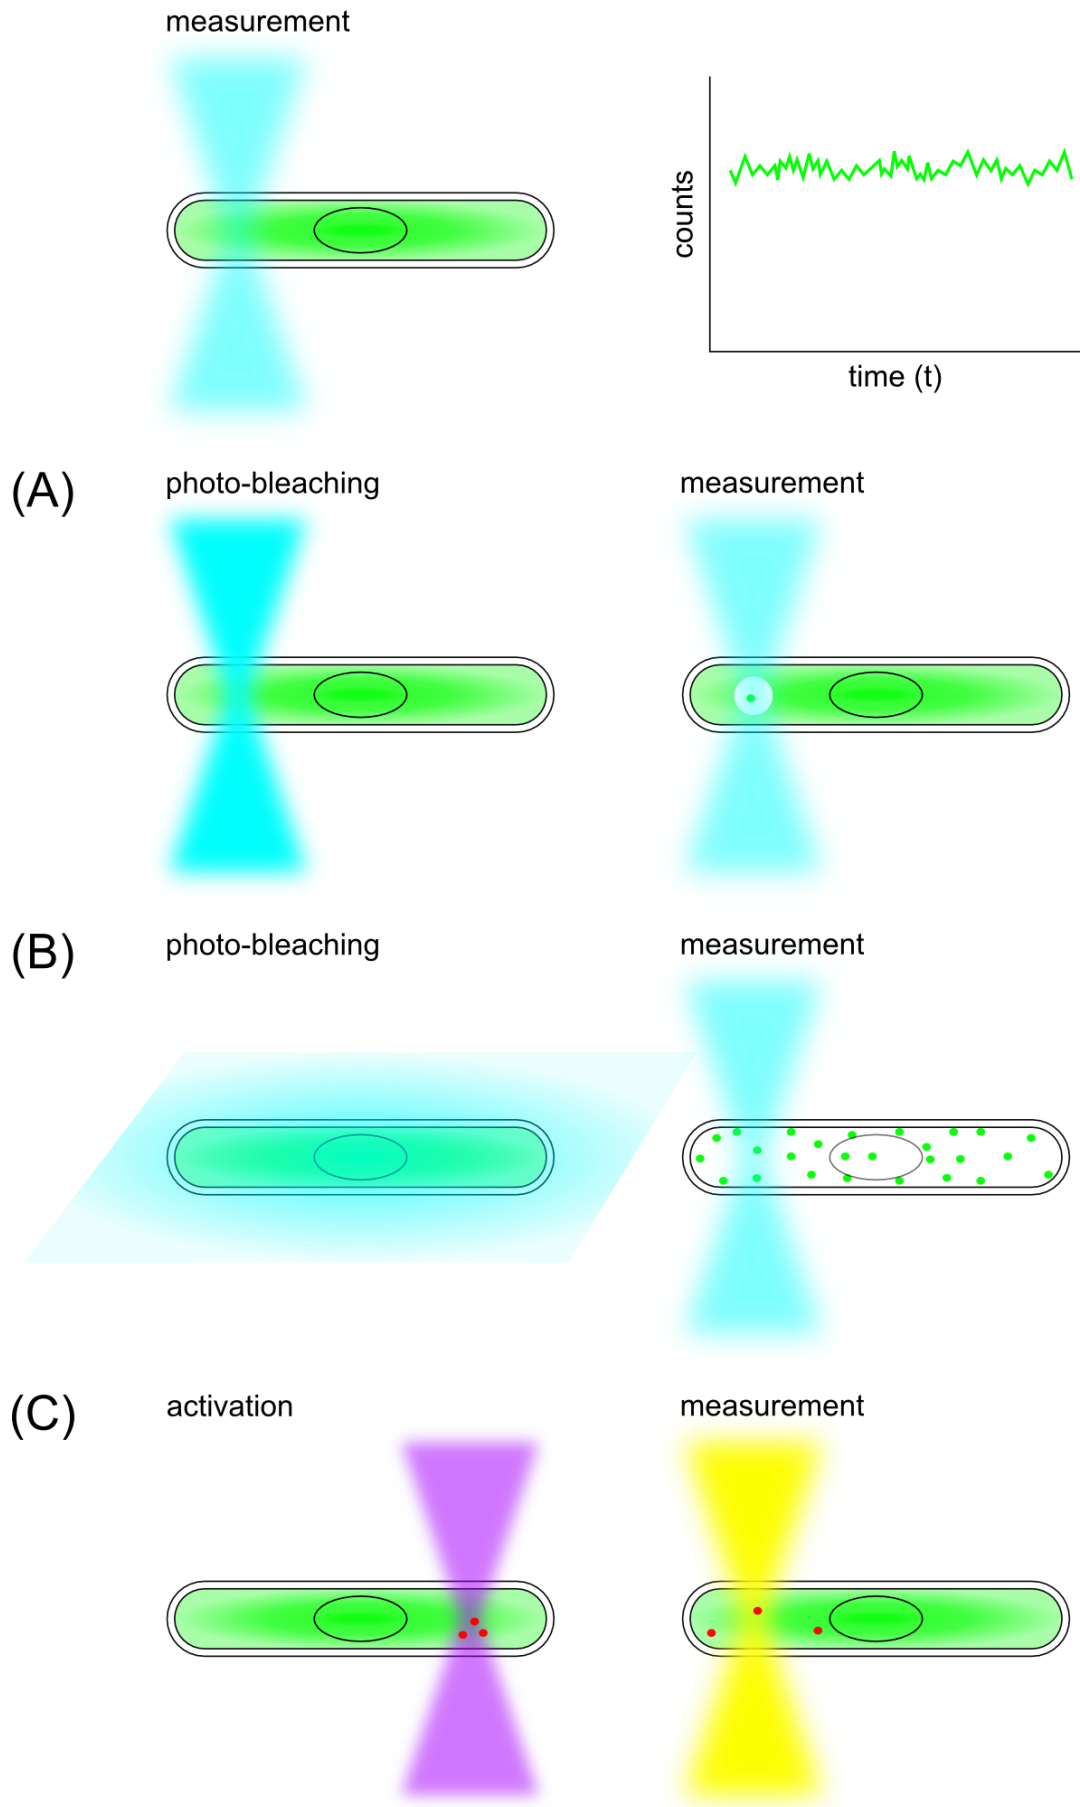 measurement
counts
time (t)
(A)
photo-bleaching
measurement
(B)
photo-bleaching
measurement
(C)
activation
measurement